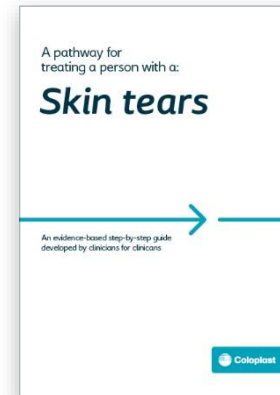 A pathway for
treating a person with a:
Skin tears
An evidence-based step-by-step guide
developed by clinicians for clinicans
Coloplast